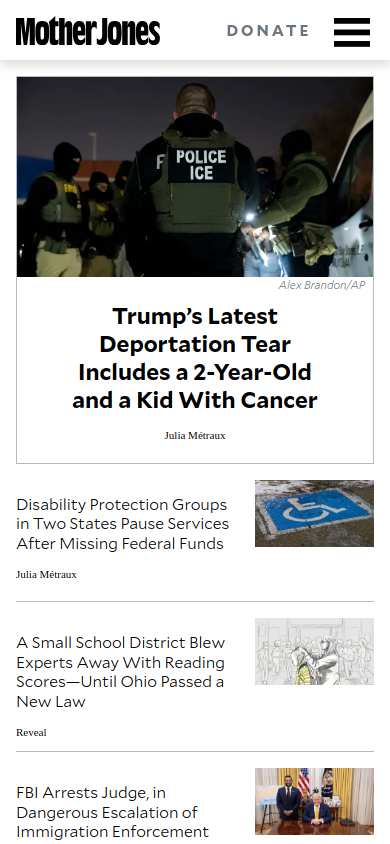 Mother Jones
DONATE
POLICE
ICE
Alex Brandon/AP
Trump’s Latest
Deportation Tear
Includes a 2-Year-Old
and a Kid With Cancer
Julia Métraux
Disability Protection Groups
in Two States Pause Services
After Missing Federal Funds
Julia Métraux
A Small School District Blew
Experts Away With Reading
Scores—Until Ohio Passed a
New Law
Reveal
FBI Arrests Judge, in
Dangerous Escalation of
Immigration Enforcement